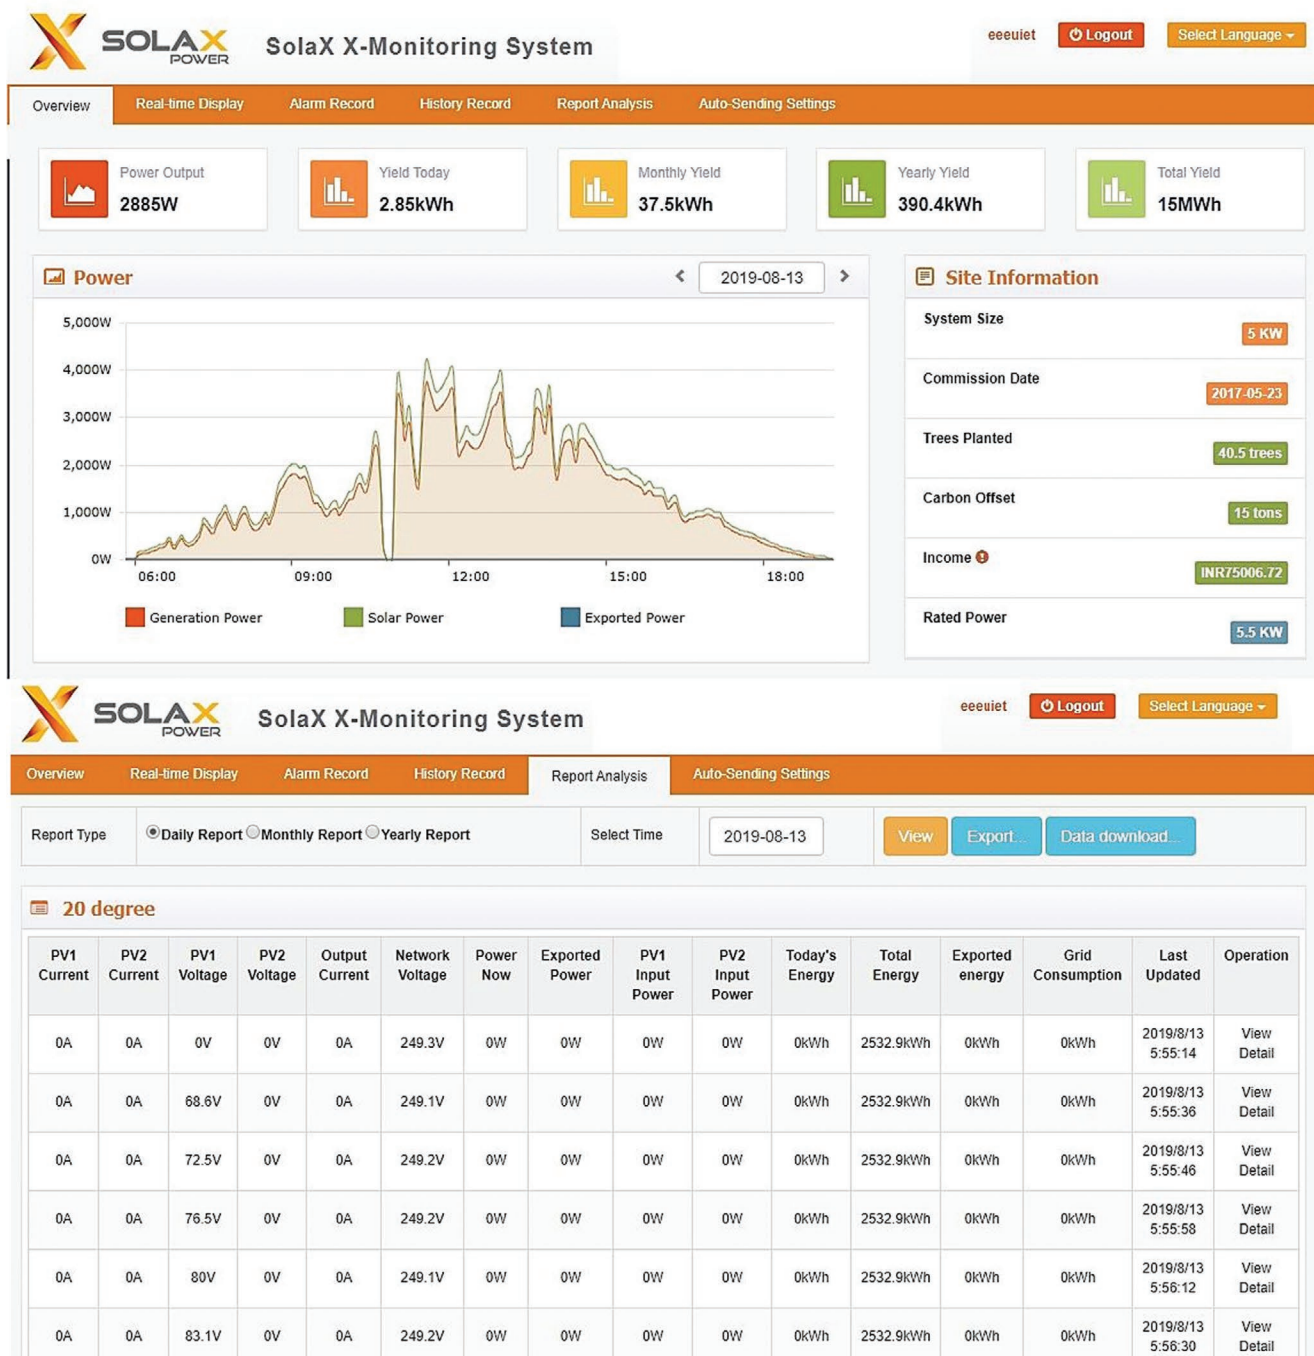 SOLAX
POWER
SolaX X-Monitoring System
eeeuiet
Logout
Select Language
Overview
Real-time Display
Alarm Record
History Record
Report Analysis
Auto-Sending Settings
Power Output
2885W
Yield Today
2.85kWh
Monthly Yield
37.5kWh
Yearly Yield
390.4kWh
Total Yield
15MWh
Power
2019-08-13
5,000W
4,000W
3,000W
2,000W
1,000W
0W
06:00 09:00 12:00 15:00 18:00
Generation Power
Solar Power
Exported Power
Site Information
System Size
5 KW
Commission Date
2017-05-23
Trees Planted
40.5 trees
Carbon Offset
15 tons
Income
INR75006.72
Rated Power
5.5 KW
SOLAX
POWER
SolaX X-Monitoring System
eeeuiet
Logout
Select Language
Overview
Real-time Display
Alarm Record
History Record
Report Analysis
Auto-Sending Settings
Report Type
Daily Report Monthly Report Yearly Report
Select Time
2019-08-13
View
Export...
Data download...
20 degree
PV1 Current
PV2 Current
PV1 Voltage
PV2 Voltage
Output Current
Network Voltage
Power Now
Exported Power
PV1 Input Power
PV2 Input Power
Today's Energy
Total Energy
Exported energy
Grid Consumption
Last Updated
Operation
0A 0A 0V 0V 0A 249.3V 0W 0W 0W 0W 0kWh 2532.9kWh 0kWh 0kWh 2019/8/13 5:55:14 View Detail
0A 0A 68.6V 0V 0A 249.1V 0W 0W 0W 0W 0kWh 2532.9kWh 0kWh 0kWh 2019/8/13 5:55:36 View Detail
0A 0A 72.5V 0V 0A 249.2V 0W 0W 0W 0W 0kWh 2532.9kWh 0kWh 0kWh 2019/8/13 5:55:46 View Detail
0A 0A 76.5V 0V 0A 249.2V 0W 0W 0W 0W 0kWh 2532.9kWh 0kWh 0kWh 2019/8/13 5:55:58 View Detail
0A 0A 80V 0V 0A 249.1V 0W 0W 0W 0W 0kWh 2532.9kWh 0kWh 0kWh 2019/8/13 5:56:12 View Detail
0A 0A 83.1V 0V 0A 249.2V 0W 0W 0W 0W 0kWh 2532.9kWh 0kWh 0kWh 2019/8/13 5:56:30 View Detail